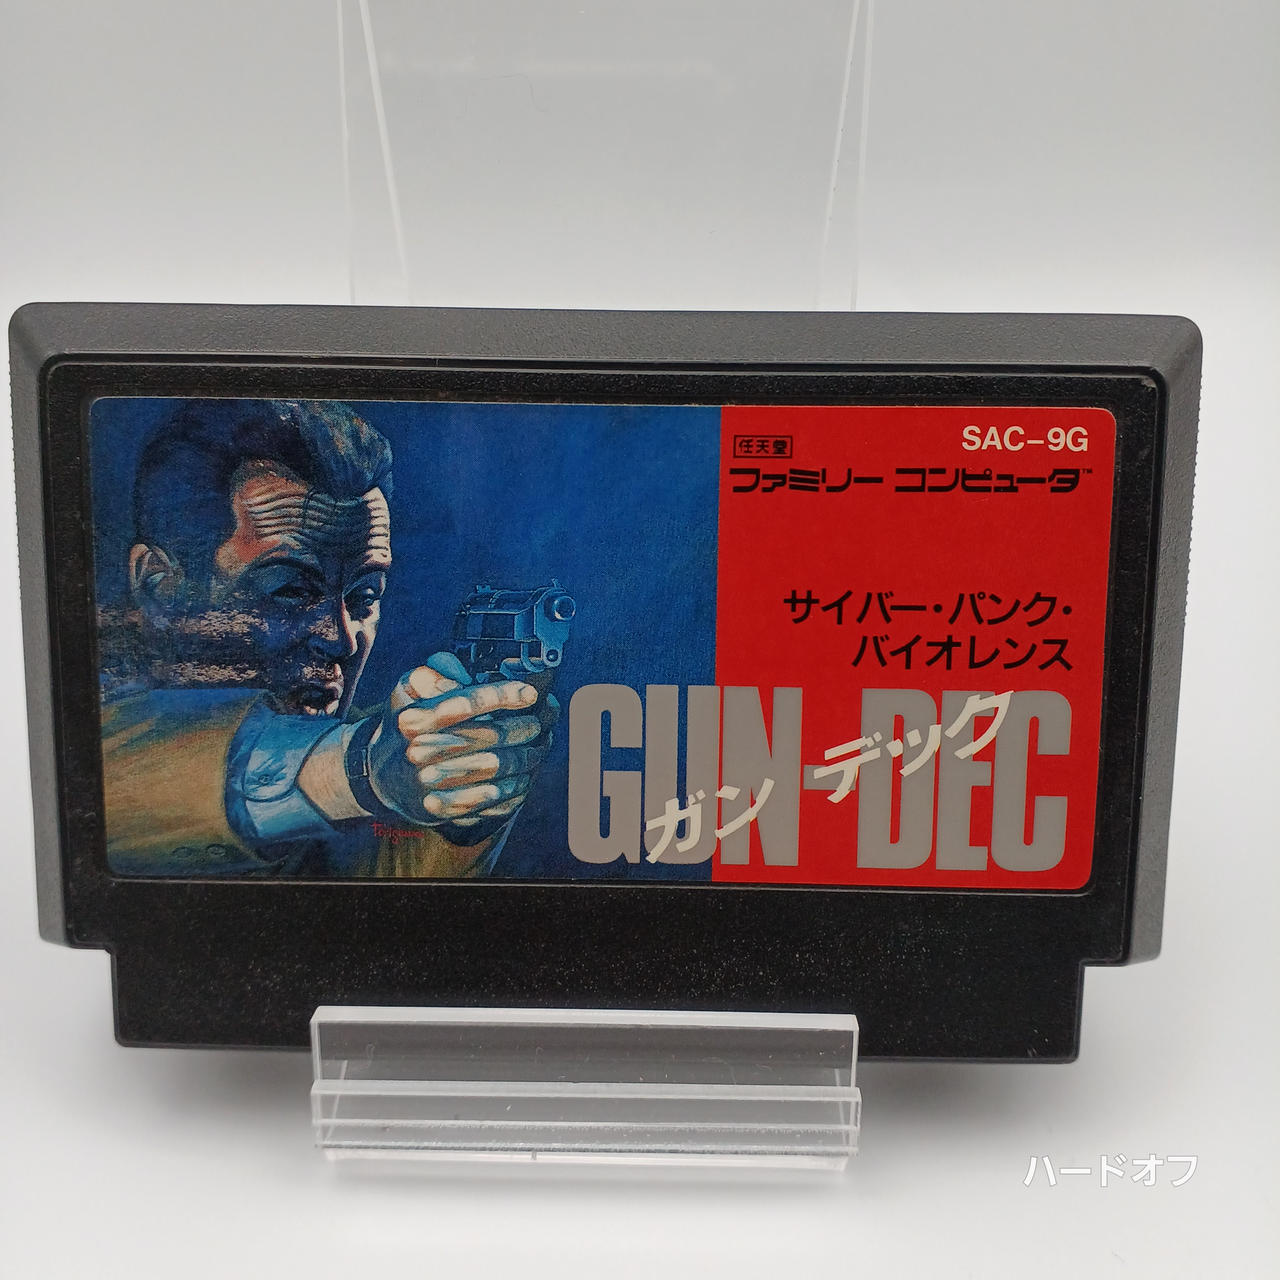 SAC-9G
任天堂
ファミリー コンピュータ™
サイバー・パンク・
バイオレンス
GUN-DEC
ガンデック
ハードオフ